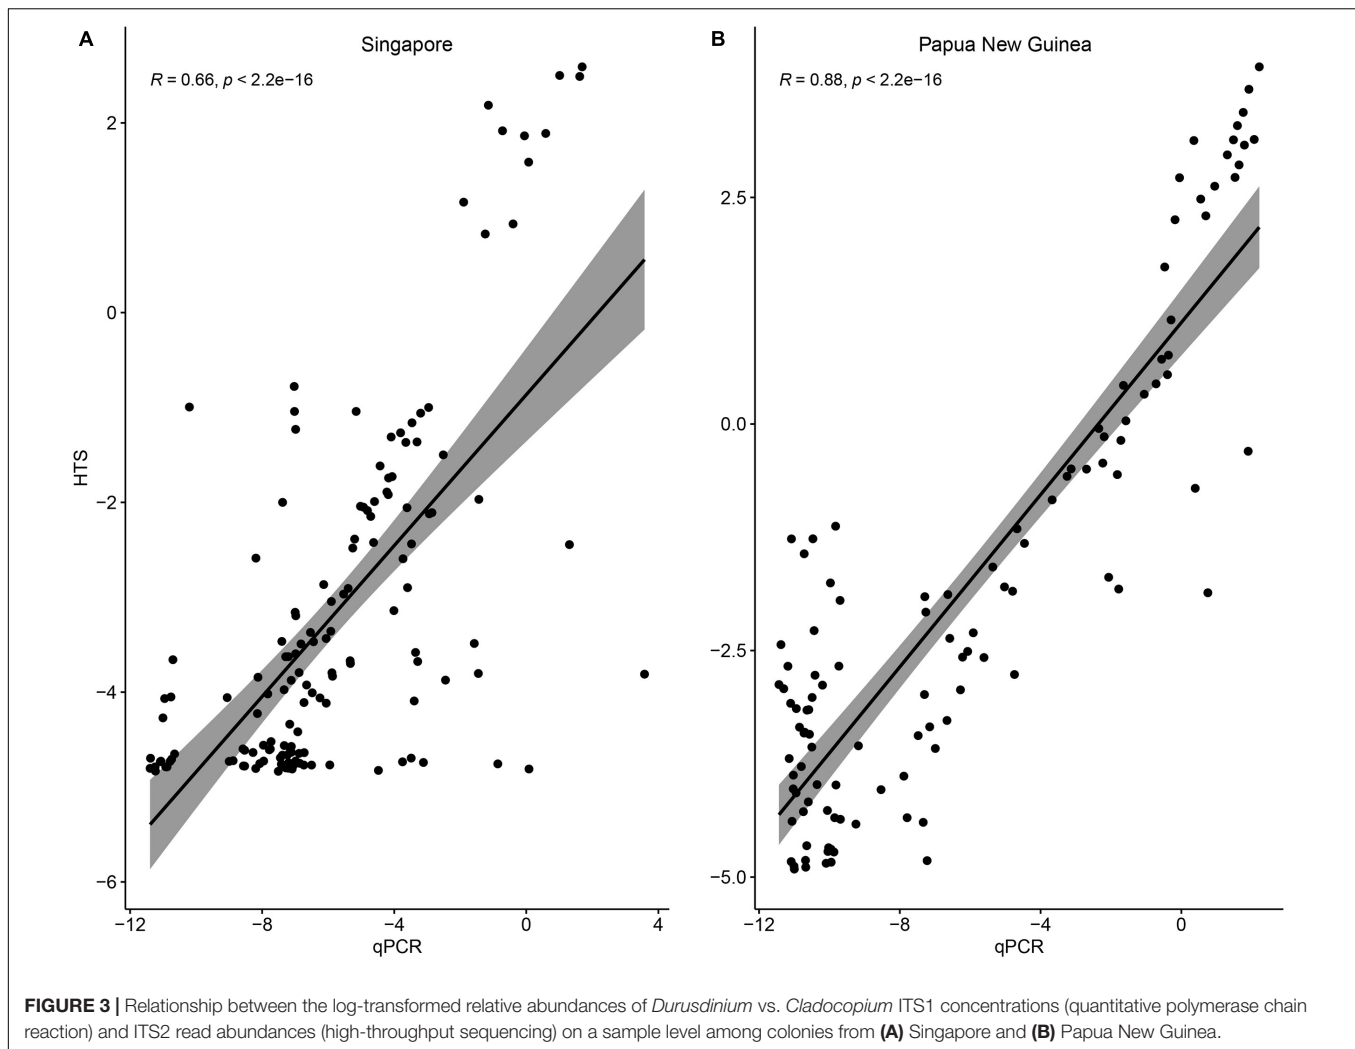 A
Singapore
R = 0.66, p < 2.2e−16
2
0
−2
−4
−6
HTS
−12
−8
−4
0
4
qPCR
B
Papua New Guinea
R = 0.88, p < 2.2e−16
2.5
0.0
−2.5
−5.0
−12
−8
−4
0
qPCR
FIGURE 3 | Relationship between the log-transformed relative abundances of Durusdinium vs. Cladocopium ITS1 concentrations (quantitative polymerase chain
reaction) and ITS2 read abundances (high-throughput sequencing) on a sample level among colonies from (A) Singapore and (B) Papua New Guinea.